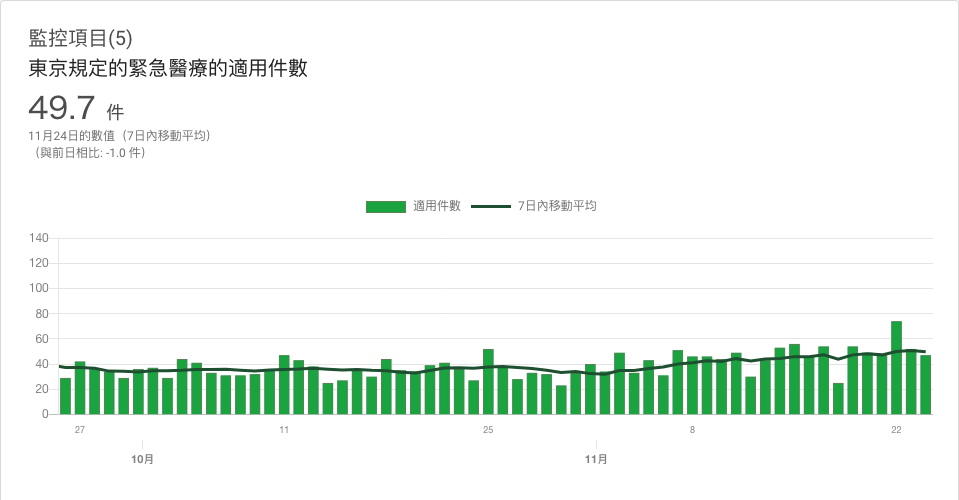 監控項目(5)
東京規定的緊急醫療的適用件數
49.7 件
11月24日的數值（7日內移動平均）
（與前日相比: -1.0 件）
適用件數 7日內移動平均
140
120
100
80
60
40
20
0
27 11 25 8 22
10月 11月